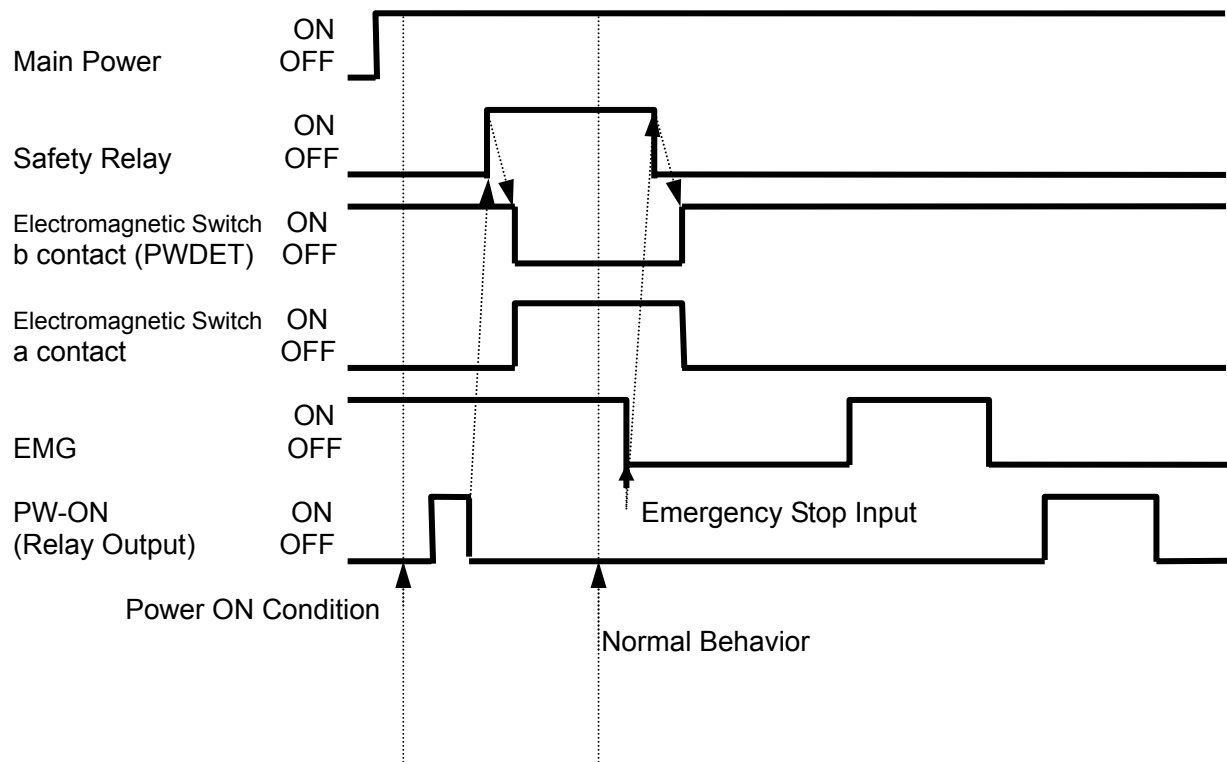 ON
Main Power OFF
ON
Safety Relay OFF
Electromagnetic Switch ON
b contact (PWDET) OFF
Electromagnetic Switch ON
a contact OFF
ON
EMG OFF
PW-ON ON
(Relay Output) OFF
Emergency Stop Input
Power ON Condition
Normal Behavior